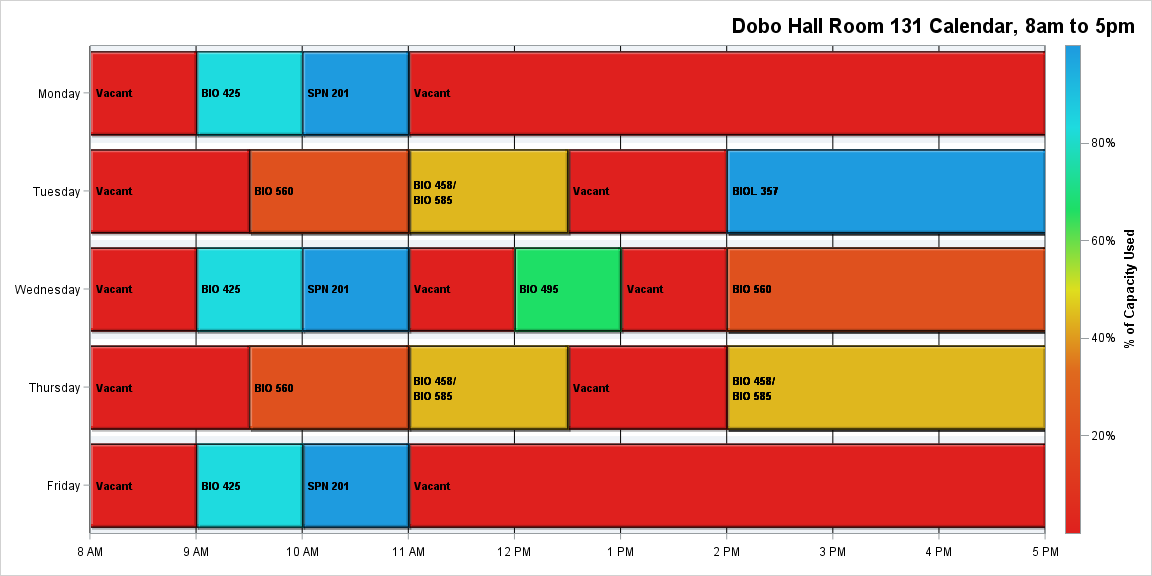 Dobo Hall Room 131 Calendar, 8am to 5pm
Monday
Vacant
BIO 425
SPN 201
Vacant
Tuesday
Vacant
BIO 560
BIO 458/
BIO 585
Vacant
BIOL 357
Wednesday
Vacant
BIO 425
SPN 201
Vacant
BIO 495
Vacant
BIO 560
Thursday
Vacant
BIO 560
BIO 458/
BIO 585
Vacant
BIO 458/
BIO 585
Friday
Vacant
BIO 425
SPN 201
Vacant
8 AM
9 AM
10 AM
11 AM
12 PM
1 PM
2 PM
3 PM
4 PM
5 PM
80%
60%
40%
20%
% of Capacity Used